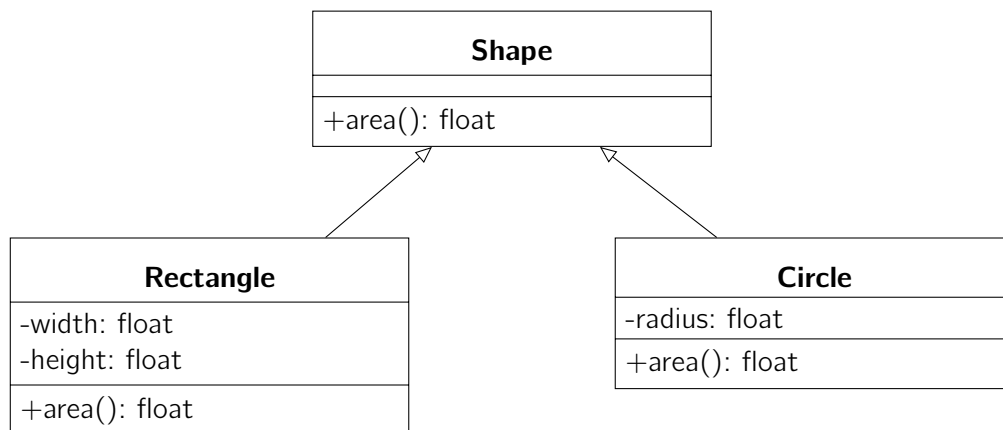 Shape
+area(): float
Rectangle
-width: float
-height: float
+area(): float
Circle
-radius: float
+area(): float